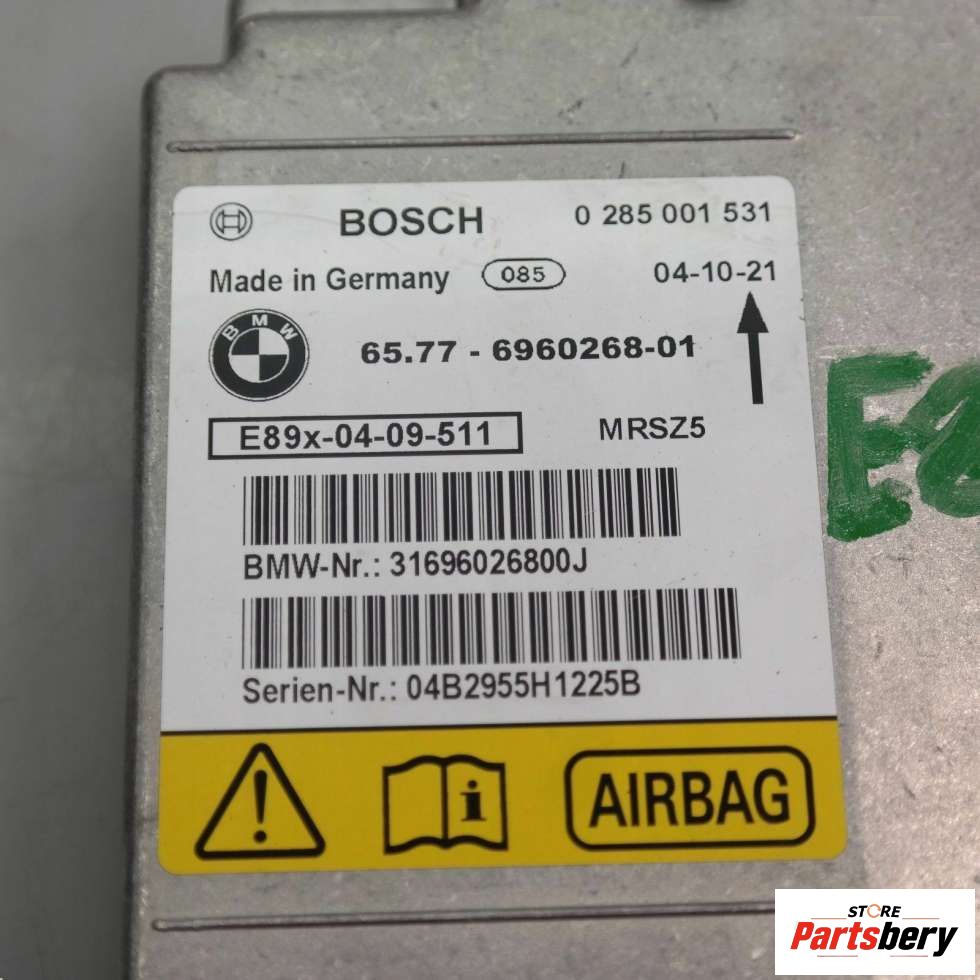 BOSCH 0 285 001 531
Made in Germany 085 04-10-21
BMW 65.77 - 6960268-01
E89x-04-09-511 MRSZ5
BMW-Nr.: 31696026800J
Serien-Nr.: 04B2955H1225B
i AIRBAG
STORE
Partsbery